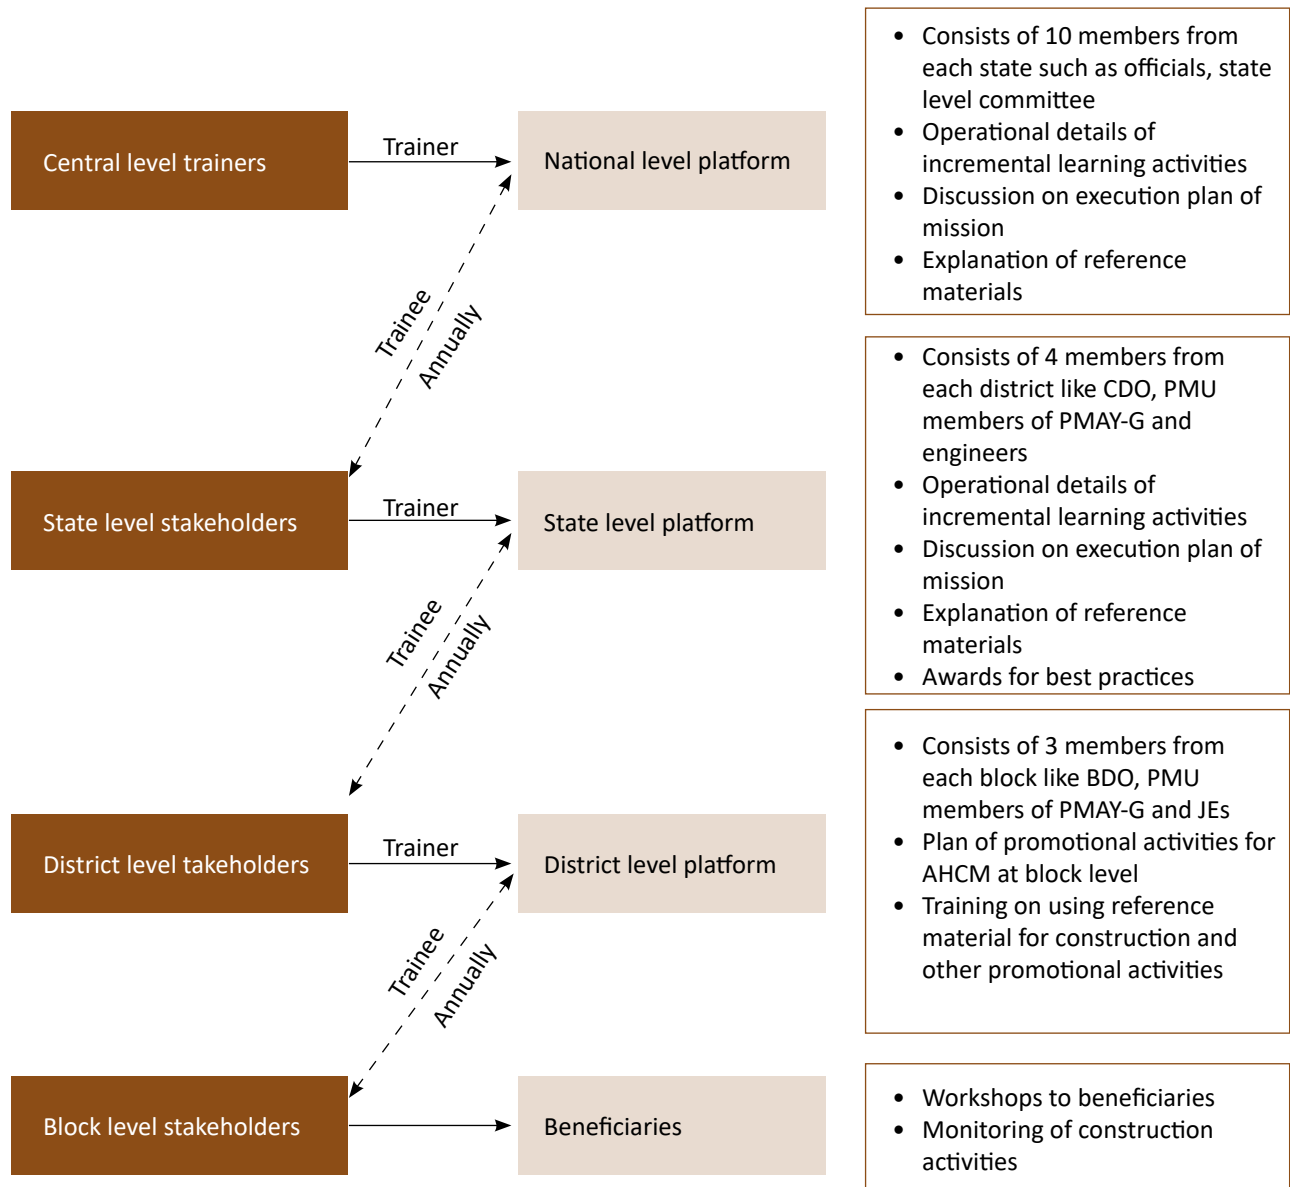 Central level trainers
Trainer
National level platform
• Consists of 10 members from
each state such as officials, state
level committee
• Operational details of
incremental learning activities
• Discussion on execution plan of
mission
• Explanation of reference
materials
Trainee
Annually
State level stakeholders
Trainer
State level platform
• Consists of 4 members from
each district like CDO, PMU
members of PMAY-G and
engineers
• Operational details of
incremental learning activities
• Discussion on execution plan of
mission
• Explanation of reference
materials
• Awards for best practices
Trainee
Annually
District level takeholders
Trainer
District level platform
• Consists of 3 members from
each block like BDO, PMU
members of PMAY-G and JEs
• Plan of promotional activities for
AHCM at block level
• Training on using reference
material for construction and
other promotional activities
Trainee
Annually
Block level stakeholders
Beneficiaries
• Workshops to beneficiaries
• Monitoring of construction
activities